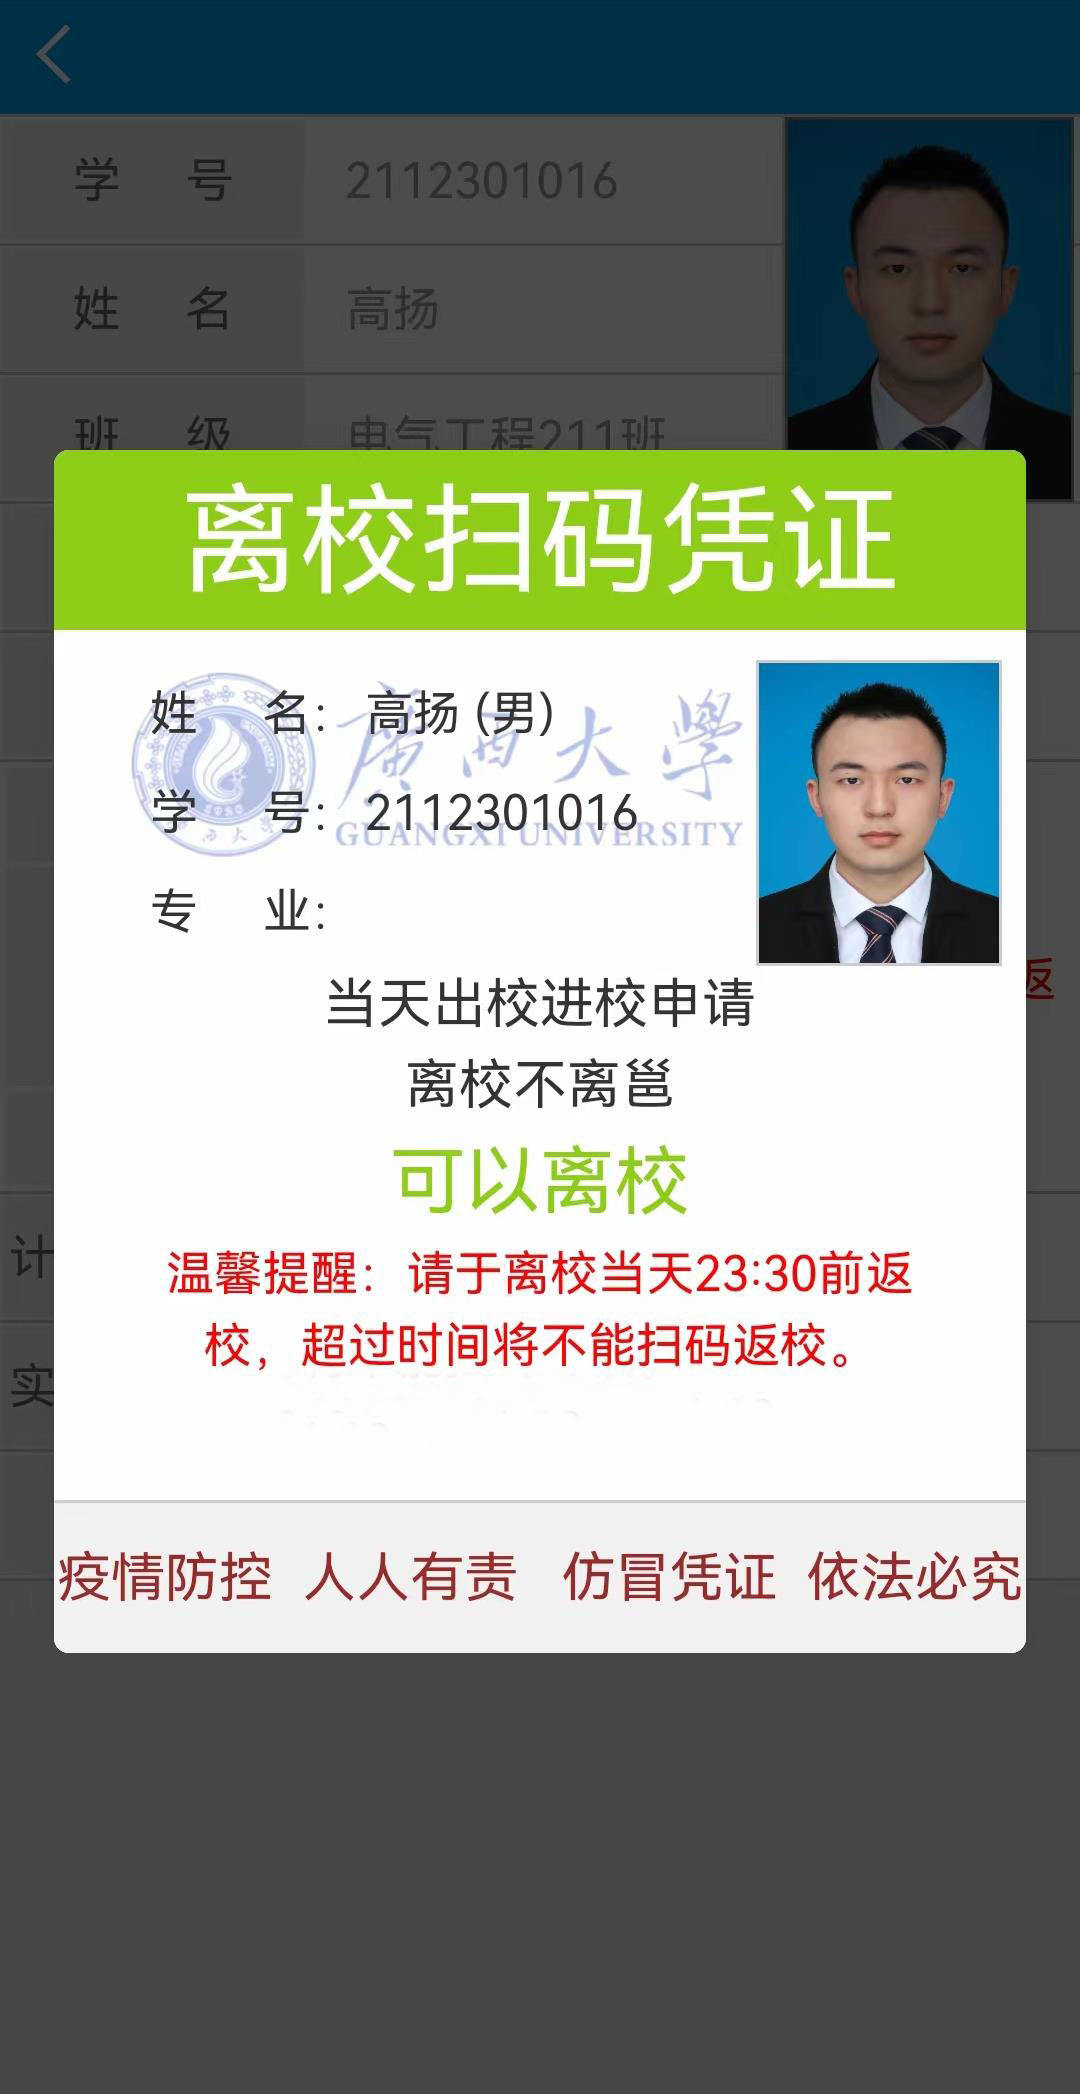 学 号 2112301016
姓 名 高扬
班 级 电气工程211班
离校扫码凭证
姓 名: 高扬 (男)
廣西大學
学 号: 2112301016
GUANGXI UNIVERSITY
专 业:
当天出校进校申请
返
离校不离邕
可以离校
计
温馨提醒：请于离校当天23:30前返
校，超过时间将不能扫码返校。
实
疫情防控 人人有责 仿冒凭证 依法必究